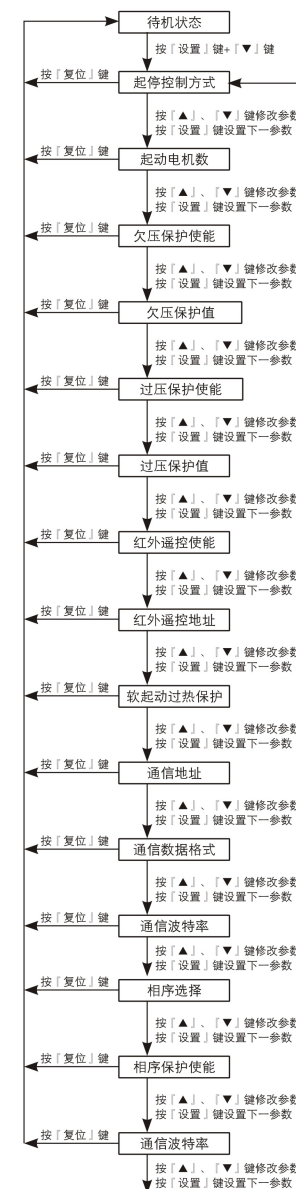 待机状态
按『设置』键+『▼』键
按『复位』键
起停控制方式
按『▲』、『▼』键修改参数
按『设置』键设置下一参数
按『复位』键
起动电机数
按『▲』、『▼』键修改参数
按『设置』键设置下一参数
按『复位』键
欠压保护使能
按『▲』、『▼』键修改参数
按『设置』键设置下一参数
按『复位』键
欠压保护值
按『▲』、『▼』键修改参数
按『设置』键设置下一参数
按『复位』键
过压保护使能
按『▲』、『▼』键修改参数
按『设置』键设置下一参数
按『复位』键
过压保护值
按『▲』、『▼』键修改参数
按『设置』键设置下一参数
按『复位』键
红外遥控使能
按『▲』、『▼』键修改参数
按『设置』键设置下一参数
按『复位』键
红外遥控地址
按『▲』、『▼』键修改参数
按『设置』键设置下一参数
按『复位』键
软起动过热保护
按『▲』、『▼』键修改参数
按『设置』键设置下一参数
按『复位』键
通信地址
按『▲』、『▼』键修改参数
按『设置』键设置下一参数
按『复位』键
通信数据格式
按『▲』、『▼』键修改参数
按『设置』键设置下一参数
按『复位』键
通信波特率
按『▲』、『▼』键修改参数
按『设置』键设置下一参数
按『复位』键
相序选择
按『▲』、『▼』键修改参数
按『设置』键设置下一参数
按『复位』键
相序保护使能
按『▲』、『▼』键修改参数
按『设置』键设置下一参数
按『复位』键
通信波特率
按『▲』、『▼』键修改参数
按『设置』键设置下一参数